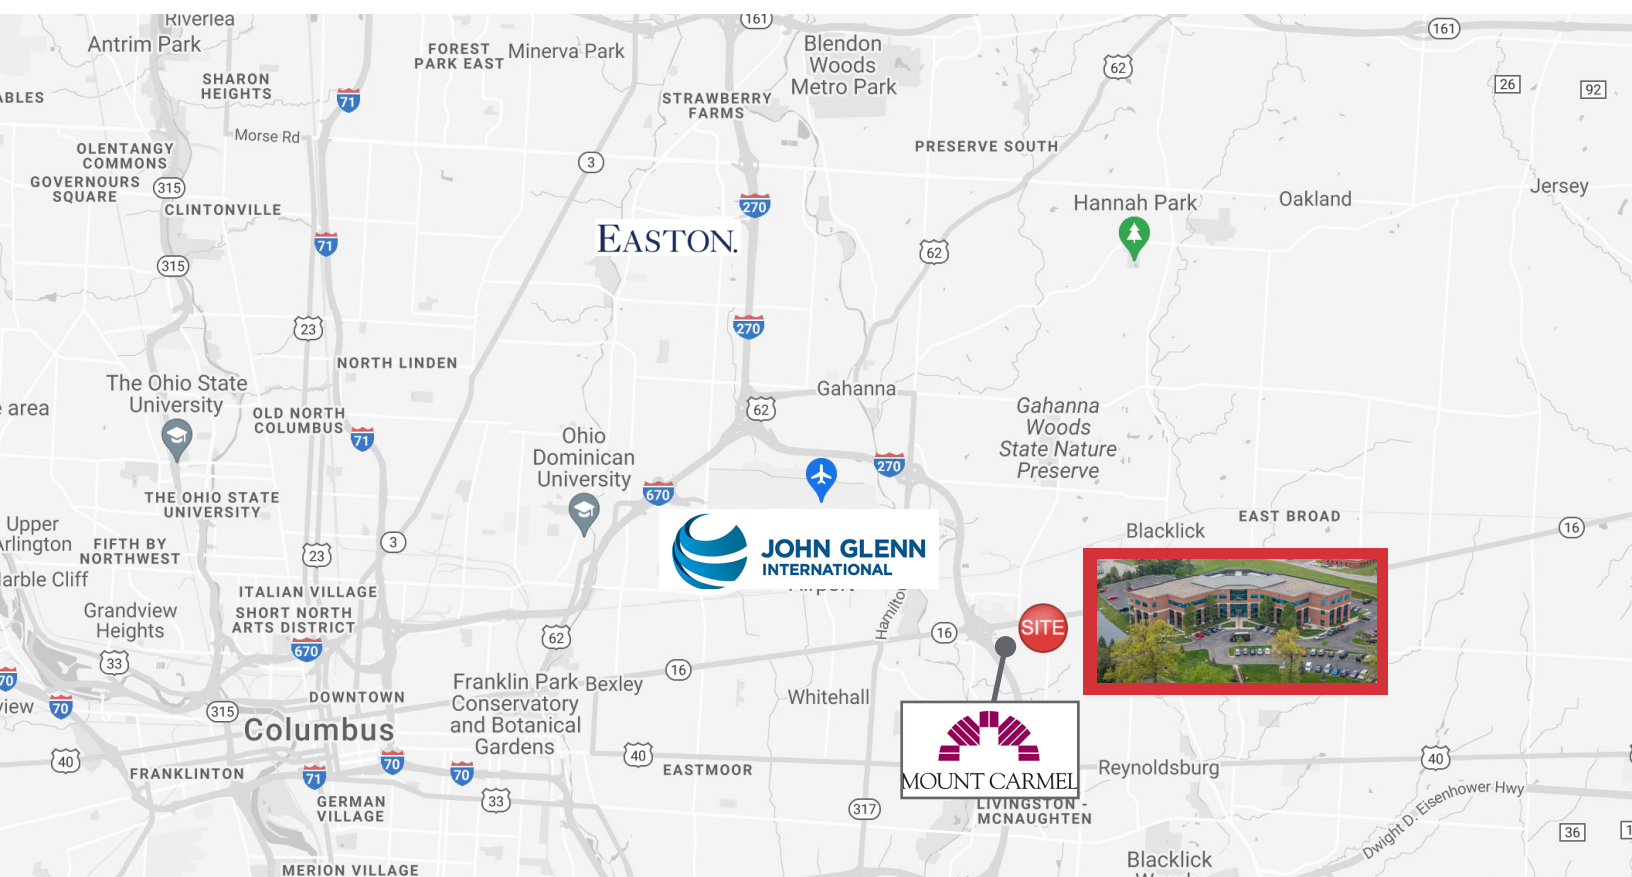 Riverlea
161
161
Antrim Park
FOREST
PARK EAST
Minerva Park
Blendon
Woods
Metro Park
62
SHARON
HEIGHTS
26
92
71
STRAWBERRY
FARMS
Morse Rd
OLENTANGY
COMMONS
PRESERVE SOUTH
3
GOVERNOURS
SQUARE
315
Jersey
270
Hannah Park
Oakland
CLINTONVILLE
71
EASTON.
62
315
23
270
NORTH LINDEN
The Ohio State
University
Gahanna
area
OLD NORTH
COLUMBUS
62
Gahanna
Woods
State Nature
Preserve
71
Ohio
Dominican
University
270
670
THE OHIO STATE
UNIVERSITY
EAST BROAD
Upper
Arlington
FIFTH BY
NORTHWEST
3
Blacklick
16
23
JOHN GLENN
INTERNATIONAL
Airport
Marble Cliff
ITALIAN VILLAGE
Grandview
Heights
SHORT NORTH
ARTS DISTRICT
Hamilto
62
16
SITE
670
33
16
70
Franklin Park
Conservatory
and Botanical
Gardens
Bexley
70
DOWNTOWN
Whitehall
view
315
Columbus
40
40
40
MOUNT CARMEL
FRANKLINTON
71
70
70
EASTMOOR
Reynoldsburg
33
317
LIVINGSTON -
MCNAUGHTEN
Dwight D. Eisenhower Hwy
GERMAN
VILLAGE
36
1
MERION VILLAGE
Blacklick